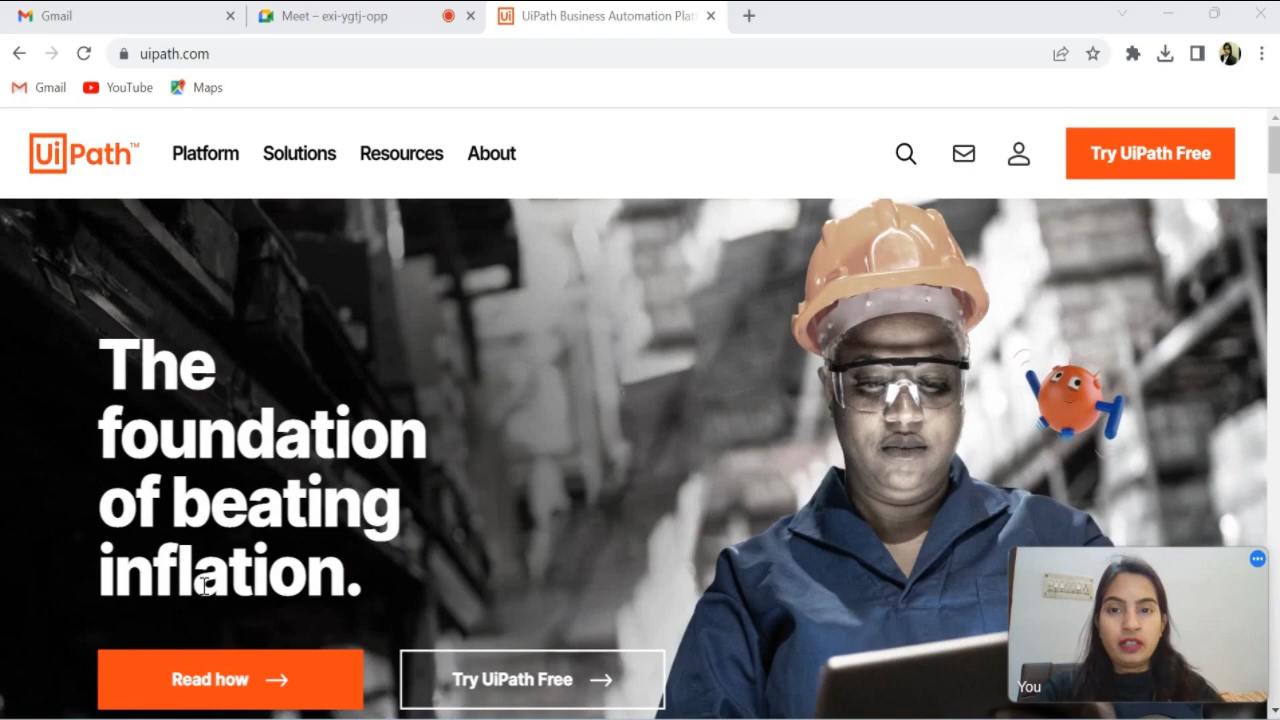 Gmail
Meet – exi-ygtj-opp
UiPath Business Automation Plat
uipath.com
Gmail
YouTube
Maps
UiPath™
Platform
Solutions
Resources
About
Try UiPath Free
The
foundation
of beating
inflation.
Read how
Try UiPath Free
You